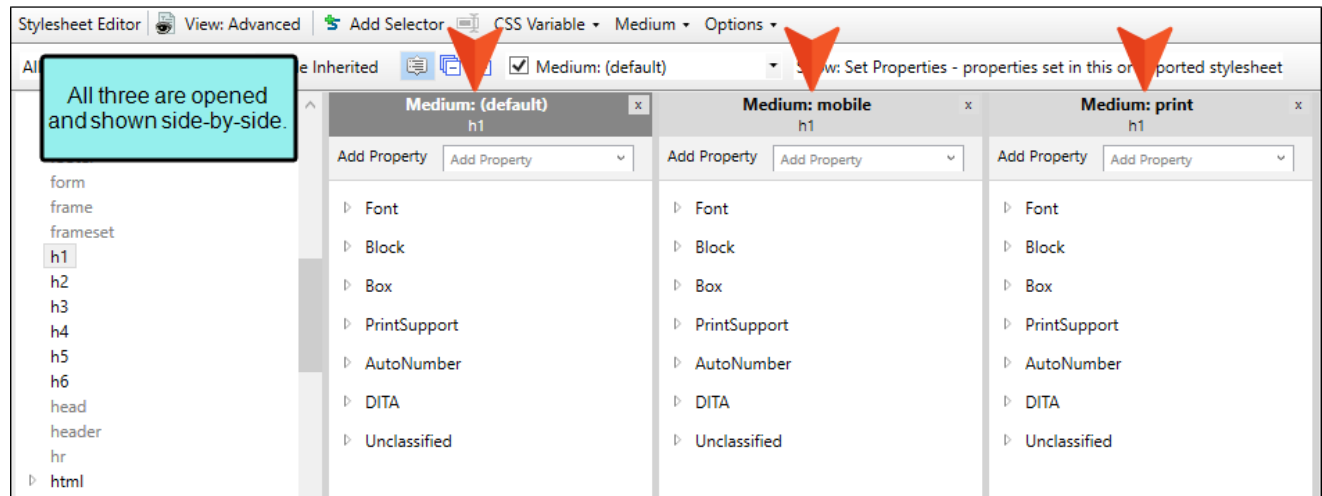 Stylesheet Editor View: Advanced Add Selector CSS Variable Medium Options
Inherited Medium: (default) Set Properties - properties set in this or stylesheet
All three are opened
and shown side-by-side.
Medium: (default) x Medium: mobile x Medium: print x
h1 h1 h1
Add Property Add Property Add Property Add Property Add Property Add Property
form
frame
frameset
h1
h2
h3
h4
h5
h6
head
header
hr
html
Font Font Font
Block Block Block
Box Box Box
PrintSupport PrintSupport PrintSupport
AutoNumber AutoNumber AutoNumber
DITA DITA DITA
Unclassified Unclassified Unclassified